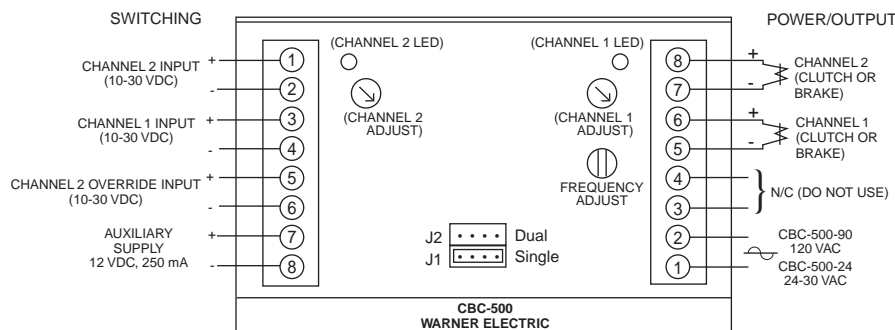 SWITCHING
POWER/OUTPUT
CHANNEL 2 INPUT
(10-30 VDC)
+
-
CHANNEL 1 INPUT
(10-30 VDC)
+
-
CHANNEL 2 OVERRIDE INPUT
(10-30 VDC)
+
-
AUXILIARY
SUPPLY
12 VDC, 250 mA
+
-
1
2
3
4
5
6
7
8
(CHANNEL 2 LED)
(CHANNEL 2
ADJUST)
(CHANNEL 1 LED)
(CHANNEL 1
ADJUST)
FREQUENCY
ADJUST
J2
Dual
J1
Single
8
7
6
5
4
3
2
1
+
-
CHANNEL 2
(CLUTCH OR
BRAKE)
+
-
CHANNEL 1
(CLUTCH OR
BRAKE)
N/C (DO NOT USE)
CBC-500-90
120 VAC
CBC-500-24
24-30 VAC
CBC-500
WARNER ELECTRIC